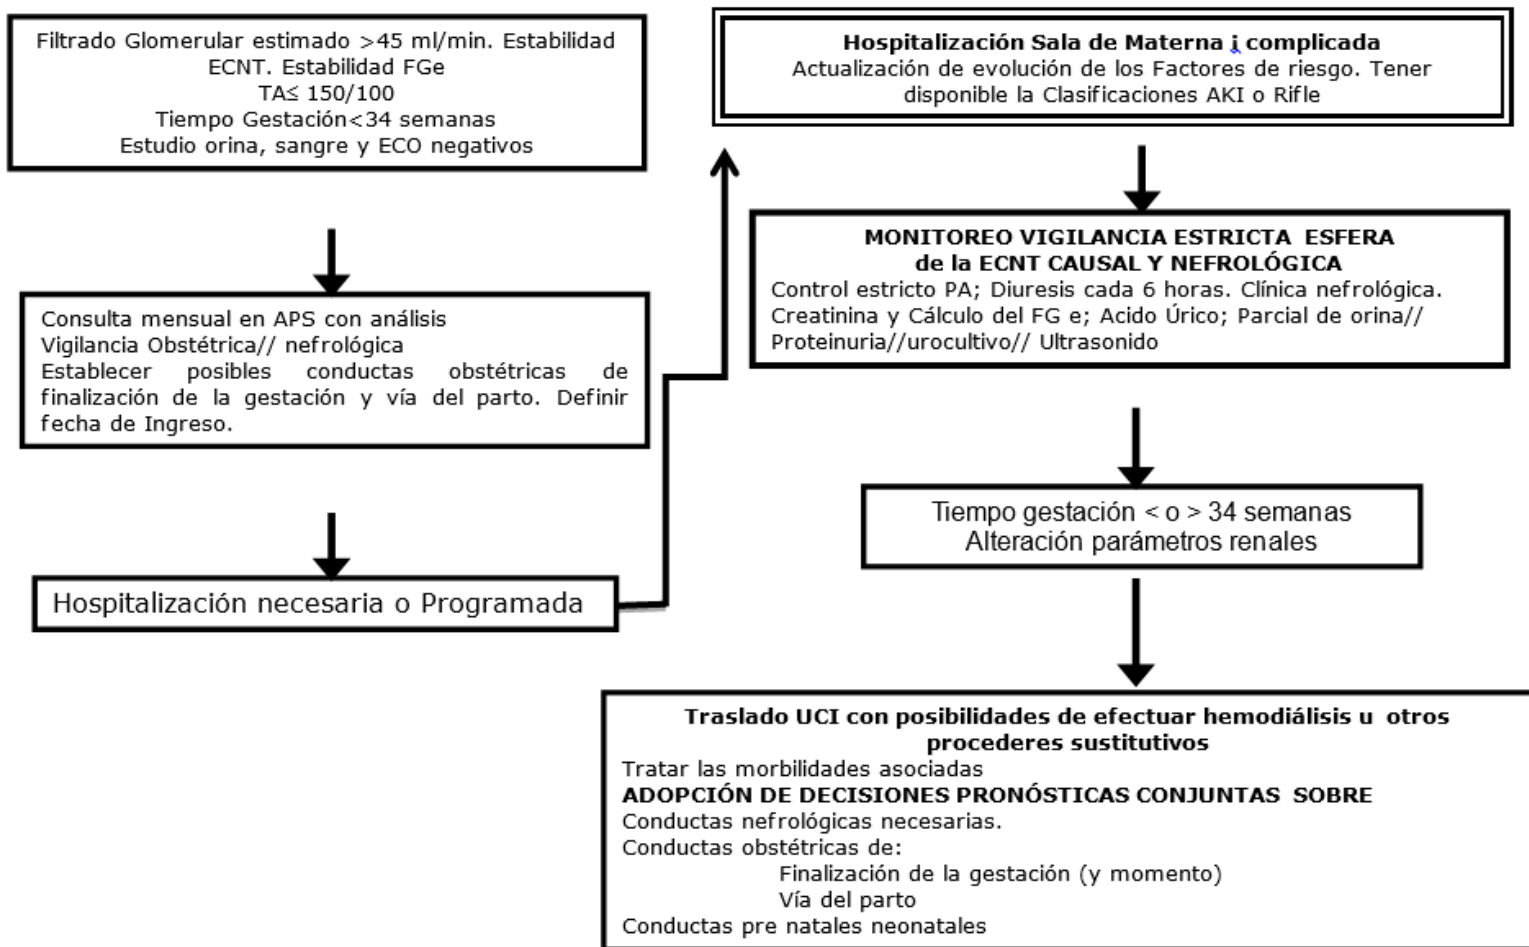 Filtrado Glomerular estimado >45 ml/min. Estabilidad
ECNT. Estabilidad FGe
TA≤ 150/100
Tiempo Gestación<34 semanas
Estudio orina, sangre y ECO negativos
Consulta mensual en APS con análisis
Vigilancia Obstétrica// nefrológica
Establecer posibles conductas obstétricas de
finalización de la gestación y vía del parto. Definir
fecha de Ingreso.
Hospitalización necesaria o Programada
Hospitalización Sala de Materna ¡ complicada
Actualización de evolución de los Factores de riesgo. Tener
disponible la Clasificaciones AKI o Rifle
MONITOREO VIGILANCIA ESTRICTA ESFERA
de la ECNT CAUSAL Y NEFROLÓGICA
Control estricto PA; Diuresis cada 6 horas. Clínica nefrológica.
Creatinina y Cálculo del FG e; Acido Úrico; Parcial de orina//
Proteinuria//urocultivo// Ultrasonido
Tiempo gestación < o > 34 semanas
Alteración parámetros renales
Traslado UCI con posibilidades de efectuar hemodiálisis u otros
procederes sustitutivos
Tratar las morbilidades asociadas
ADOPCIÓN DE DECISIONES PRONÓSTICAS CONJUNTAS SOBRE
Conductas nefrológicas necesarias.
Conductas obstétricas de:
Finalización de la gestación (y momento)
Vía del parto
Conductas pre natales neonatales